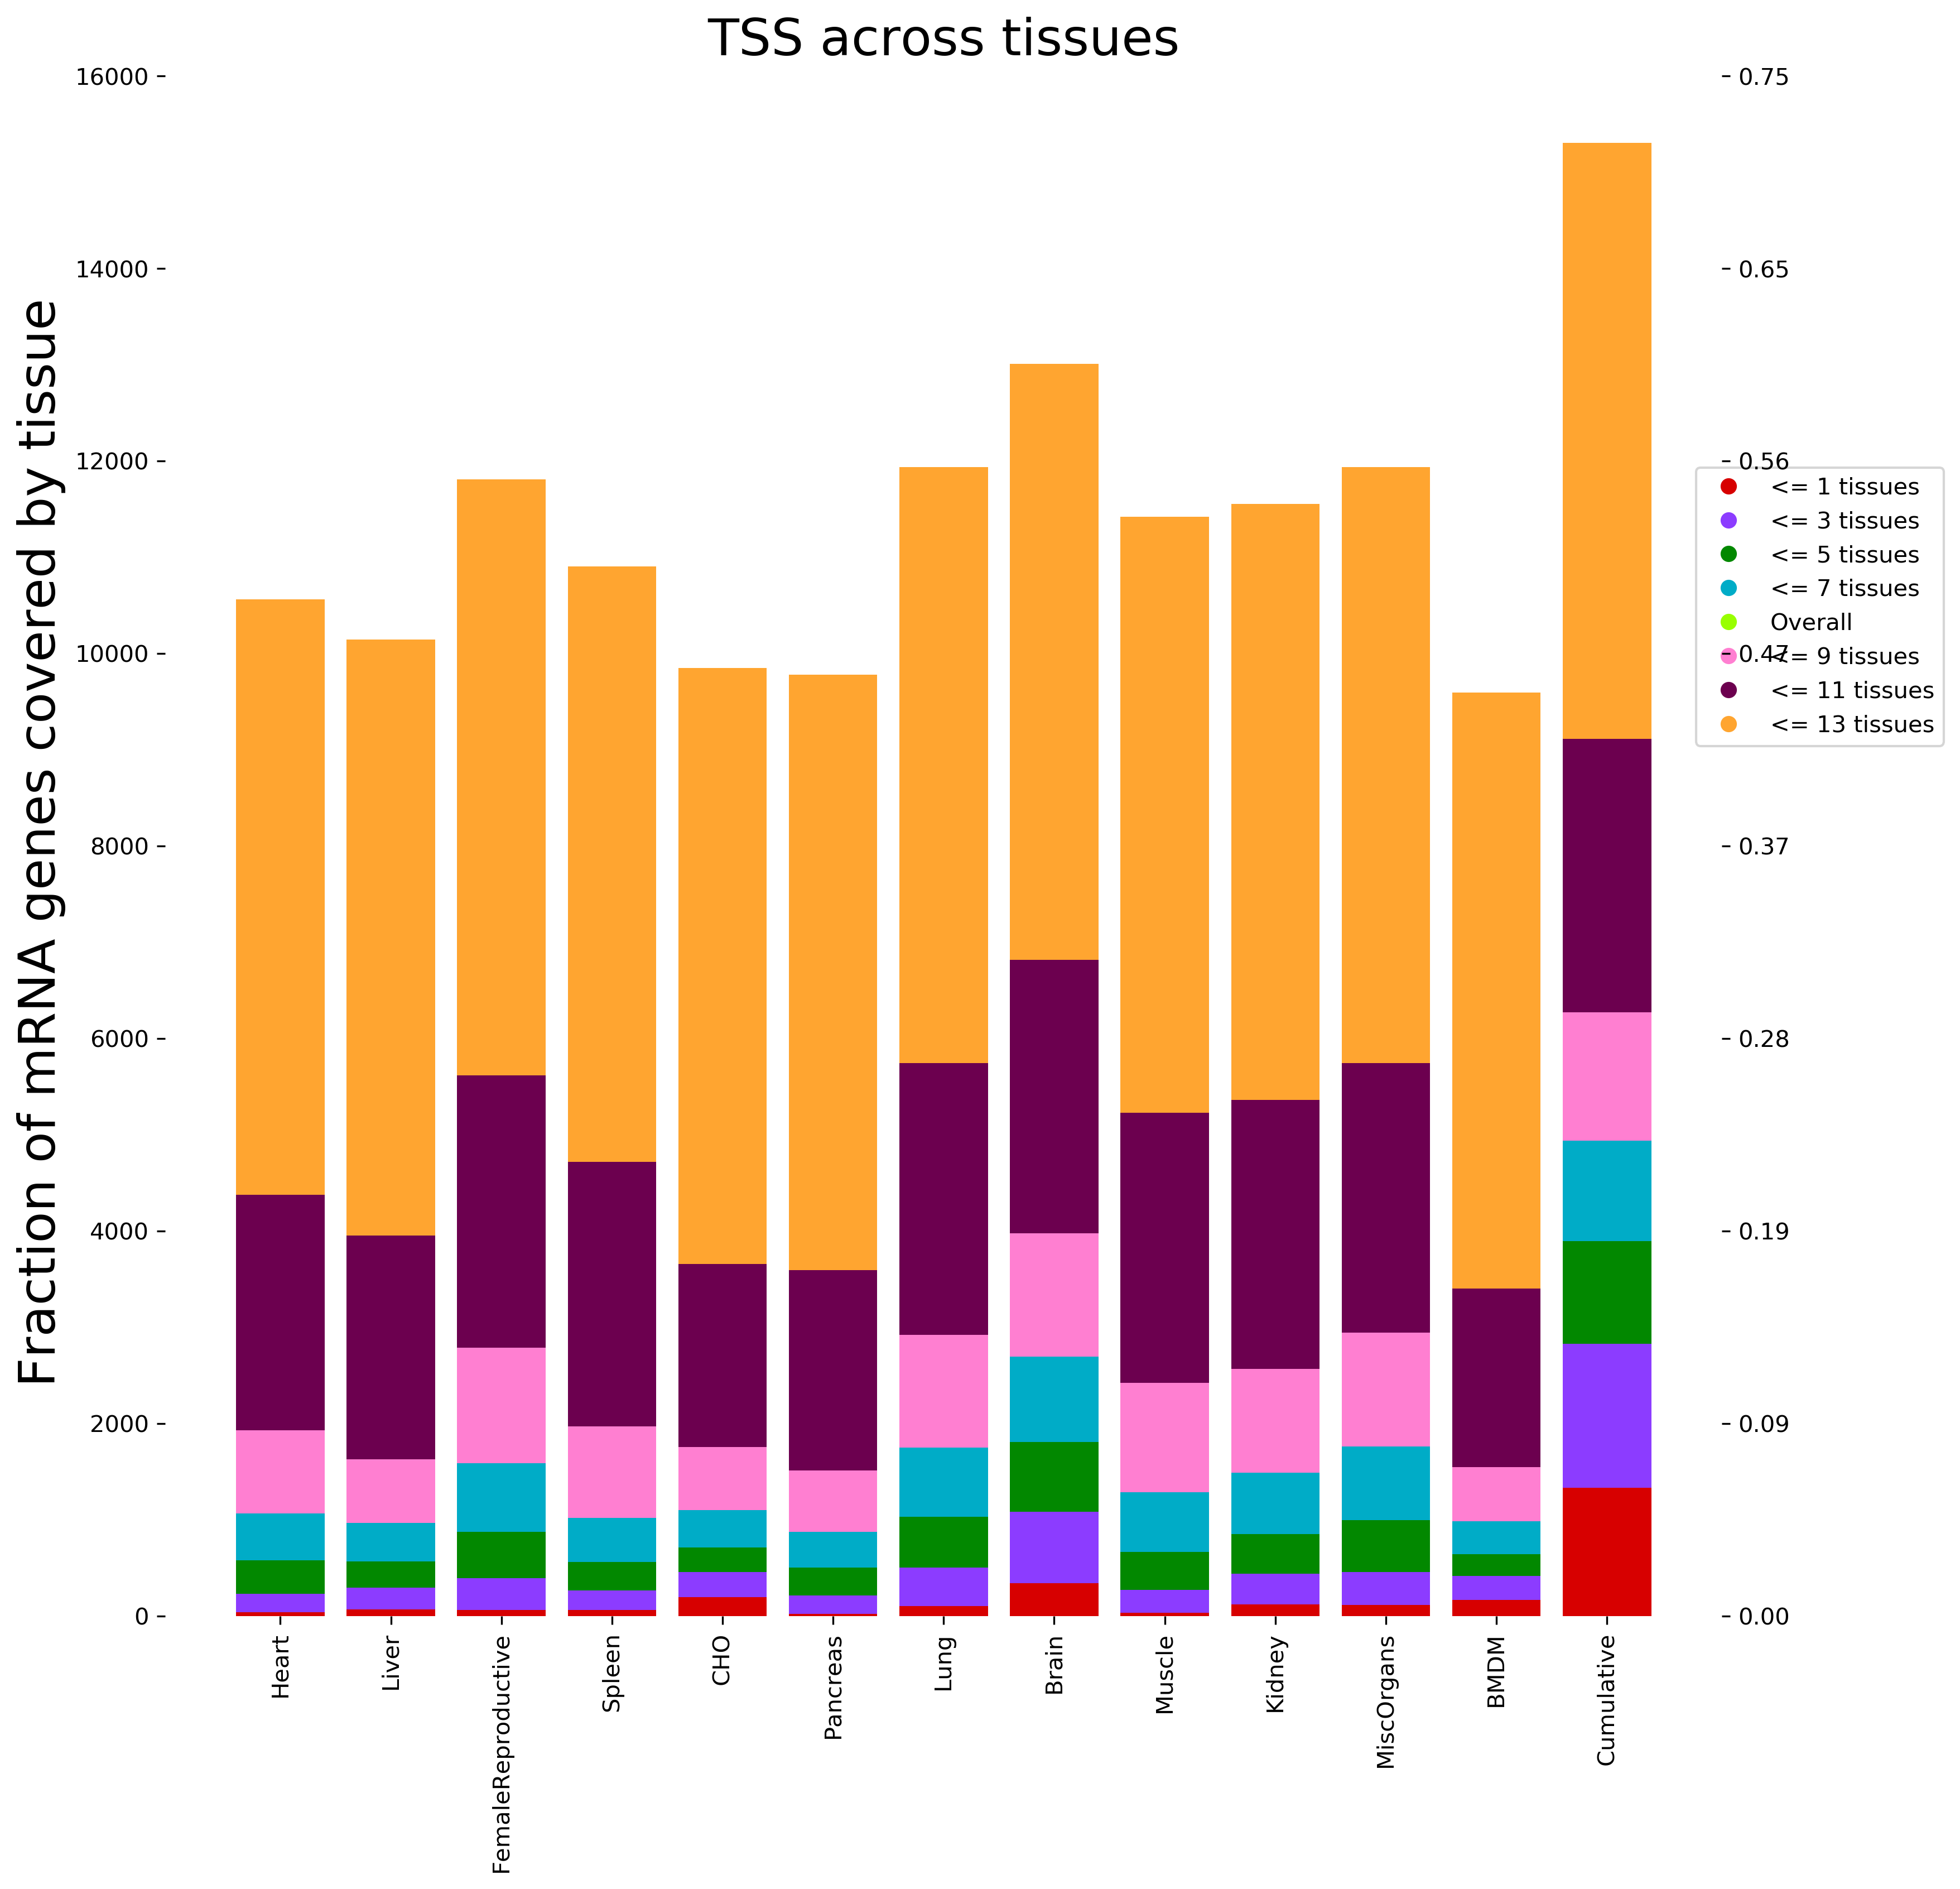 TSS across tissues
Fraction of mRNA genes covered by tissue
16000
14000
12000
10000
8000
6000
4000
2000
0
0.75
0.65
0.56
0.47
0.37
0.28
0.19
0.09
0.00
<= 1 tissues
<= 3 tissues
<= 5 tissues
<= 7 tissues
Overall
<= 9 tissues
<= 11 tissues
<= 13 tissues
Heart
Liver
FemaleReproductive
Spleen
CHO
Pancreas
Lung
Brain
Muscle
Kidney
MiscOrgans
BMDM
Cumulative